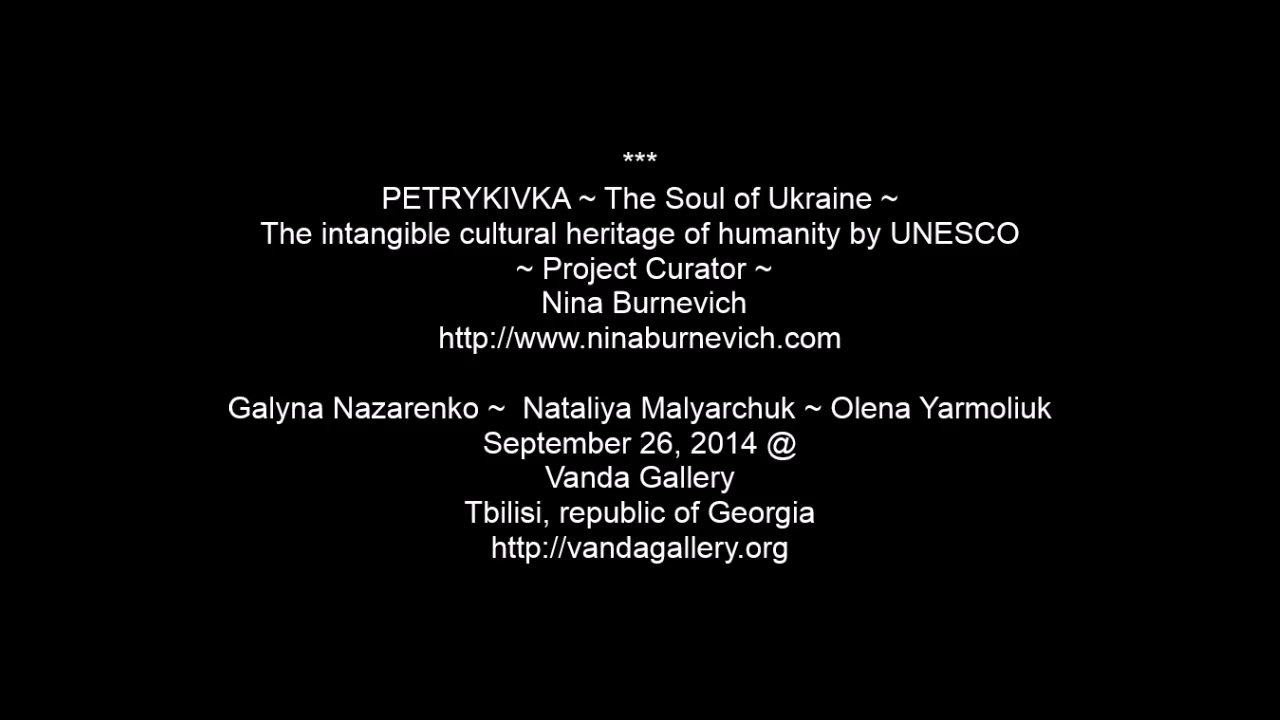 ***
PETRYKIVKA ~ The Soul of Ukraine ~
The intangible cultural heritage of humanity by UNESCO
~ Project Curator ~
Nina Burnevich
http://www.ninaburnevich.com
Galyna Nazarenko ~  Nataliya Malyarchuk ~ Olena Yarmoliuk
September 26, 2014 @
Vanda Gallery
Tbilisi, republic of Georgia
http://vandagallery.org